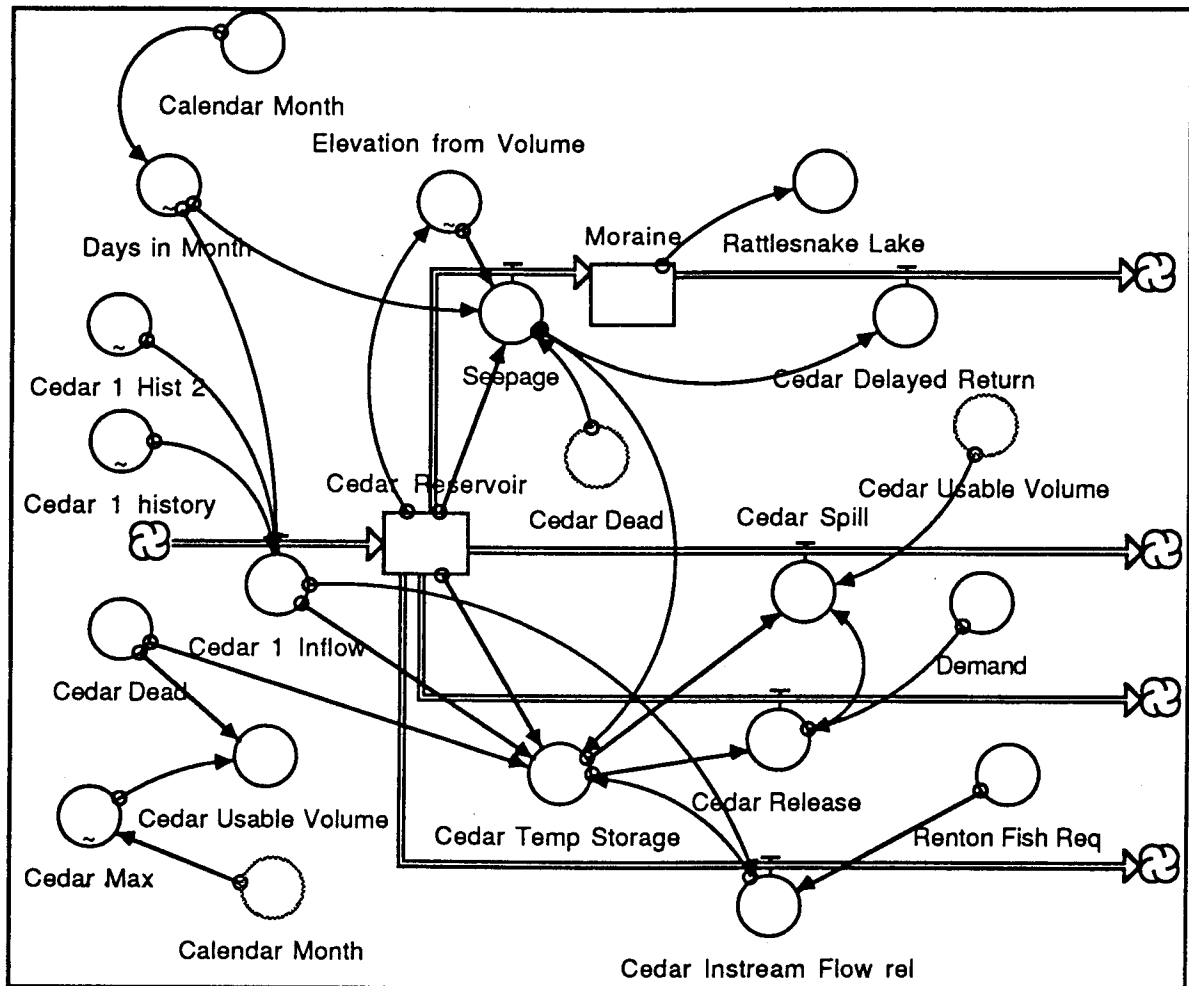 Calendar Month
Elevation from Volume
Days in Month
Moraine
Rattlesnake Lake
Cedar 1 Hist 2
Seepage
Cedar Delayed Return
Cedar 1 history
Cedar Reservoir
Cedar Dead
Cedar Usable Volume
Cedar Spill
Cedar 1 Inflow
Cedar Dead
Demand
Cedar Usable Volume
Cedar Temp Storage
Cedar Release
Renton Fish Req
Cedar Max
Calendar Month
Cedar Instream Flow rel